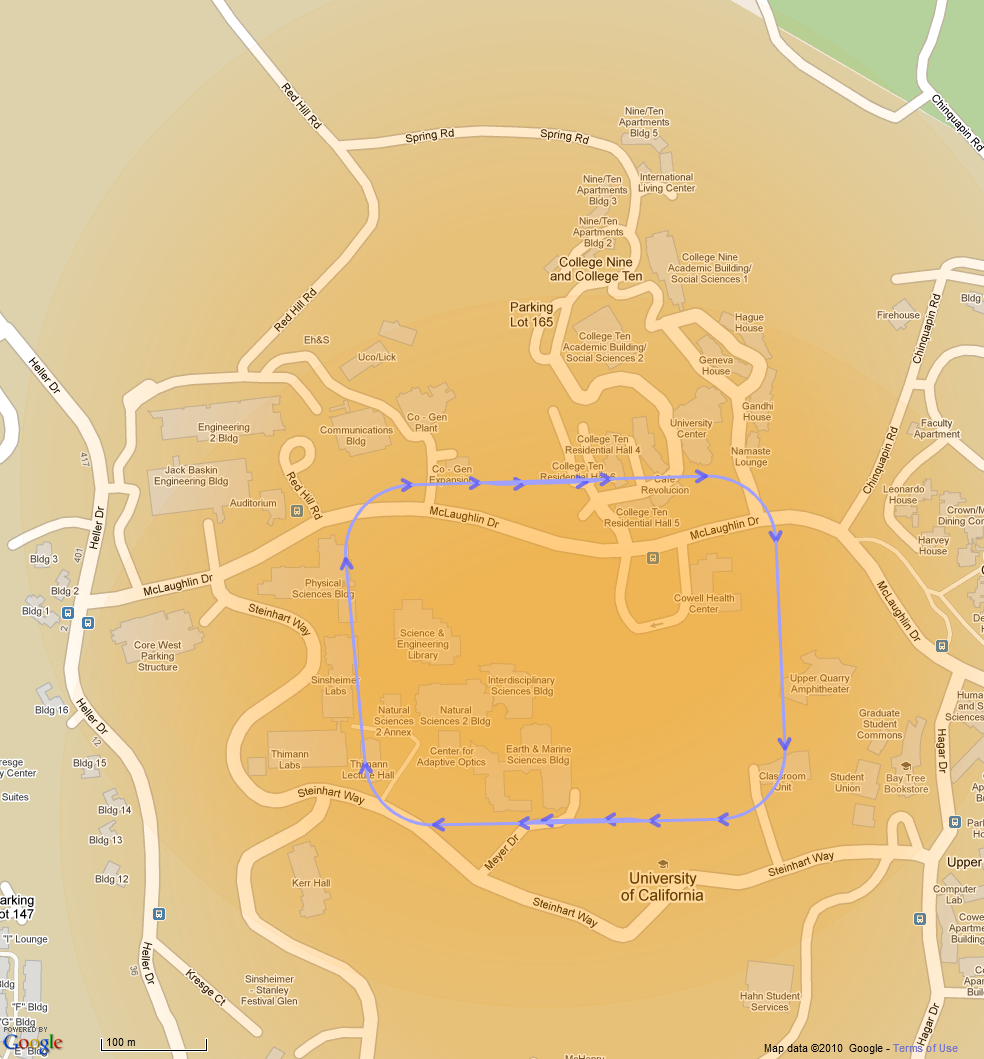 Red Hill Rd
Spring Rd
Spring Rd
Nine/Ten
Apartments
Bldg 5
Chinquapin Rd
International
Living Center
Nine/Ten
Apartments
Bldg 3
Nine/Ten
Apartments
Bldg 2
College Nine
and College Ten
College Nine
Academic Building/
Social Sciences 1
Red Hill Rd
Parking
Lot 165
Hague
House
Firehouse
Bldg
Chinquapin Rd
Eh&S
Uco/Lick
College Ten
Academic Building/
Social Sciences 2
Geneva
House
Heller Dr
Gandhi
House
Engineering
2 Bldg
Communications
Bldg
Co - Gen
Plant
University
Center
College Ten
Residential Hall 4
Namaste
Lounge
Faculty
Apartment
Chinquapin Rd
417
Jack Baskin
Engineering Bldg
Auditorium
Red Hill Rd
Co - Gen
Expansion
College Ten
Residential Hall 6
Cafe
Revolucion
Leonado
House
Heller Dr
McLaughlin Dr
College Ten
Residential Hall 5
McLaughlin Dr
Crown/M
Dining Com
Harvey
House
Bldg 3
401
Bldg 2
Bldg 1
2
McLaughlin Dr
Physical
Sciences Bldg
Steinhart Way
Cowell Health
Center
McLaughlin Dr
Core West
Parking
Structure
Science &
Engineering
Library
Sinsheimer
Labs
Interdisciplinary
Sciences Bldg
Upper Quarry
Amphitheater
Bldg 16
Heller Dr
12
Natural
Sciences
2 Annex
Natural
Sciences 2 Bldg
Graduate
Student
Commons
Huma
and S
Sciences
Hagar Dr
Bldg 15
Thimann
Labs
Thimann
Lecture Hall
Center for
Adaptive Optics
Earth & Marine
Sciences Bldg
Classroom
Unit
Student
Union
Bay Tree
Bookstore
resge
y Center
Suites
Bldg 14
Steinhart Way
Bldg 13
Meyer Dr
Steinhart Way
Upper
Bldg 12
Kerr Hall
University
of California
Computer
Lab
arking
ot 147
Steinhart Way
Cowe
Apartme
Building
"I" Lounge
Heller Dr
36
Kresge Ct
Sinsheimer
- Stanley
Festival Glen
Hahn Student
Services
Hagar Dr
"F" Bldg
"G" Bldg
"E" Bldg
POWERED BY
Google
100 m
McHenry
Map data ©2010 Google - Terms of Use